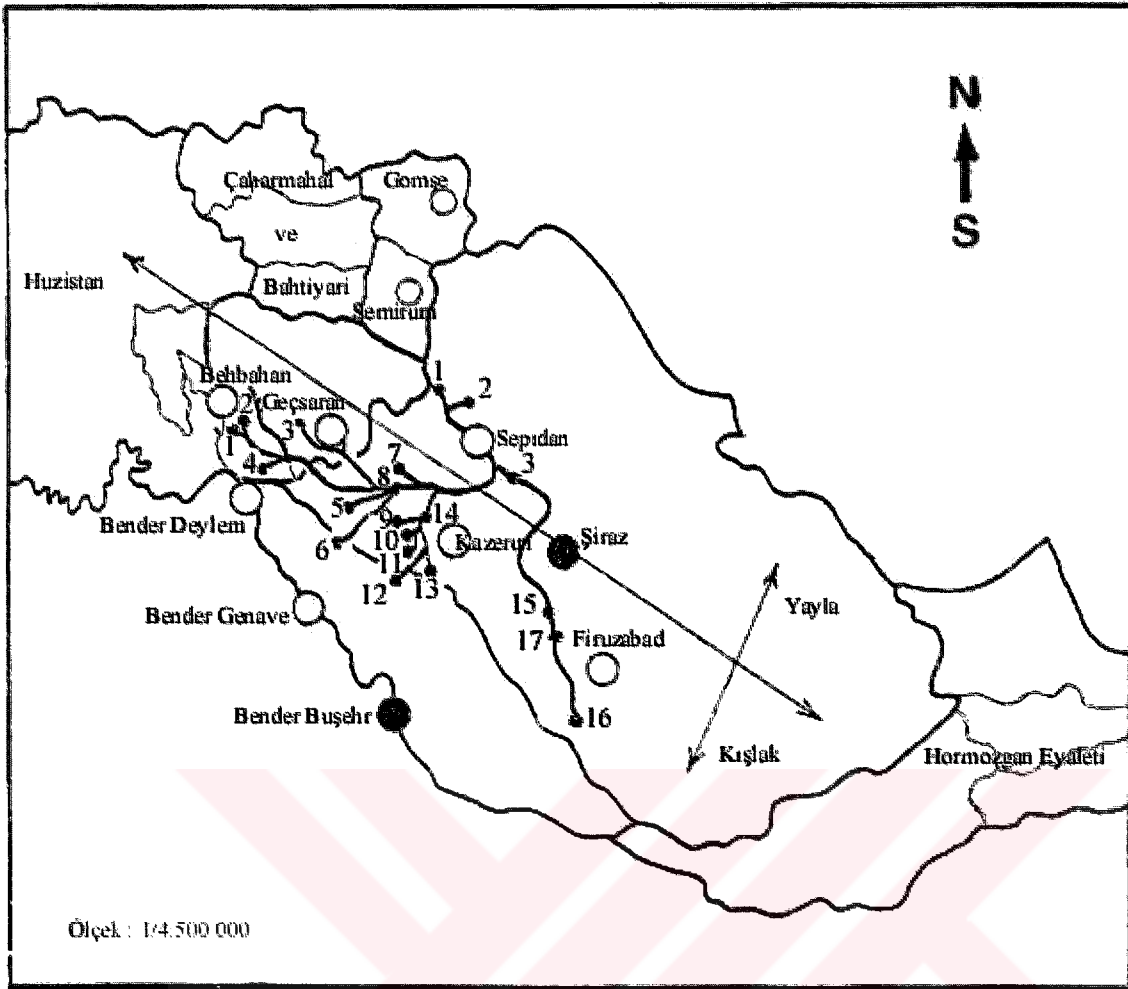 N
S
Çaharmahal
Gomşe
ve
Huzistan
Bahtiyari
Semirum
1
2
Behbahan
Geçsaran
2
3
1
Sepidan
4
7
3
8
5
Bender Deylem
9
14
10
Kazerun
Şiraz
6
11
12
13
Yayla
Bender Genave
15
17
Firuzabad
Bender Buşehr
16
Kışlak
Hormozgan Eyaleti
Ölçek : 1/4.500 000